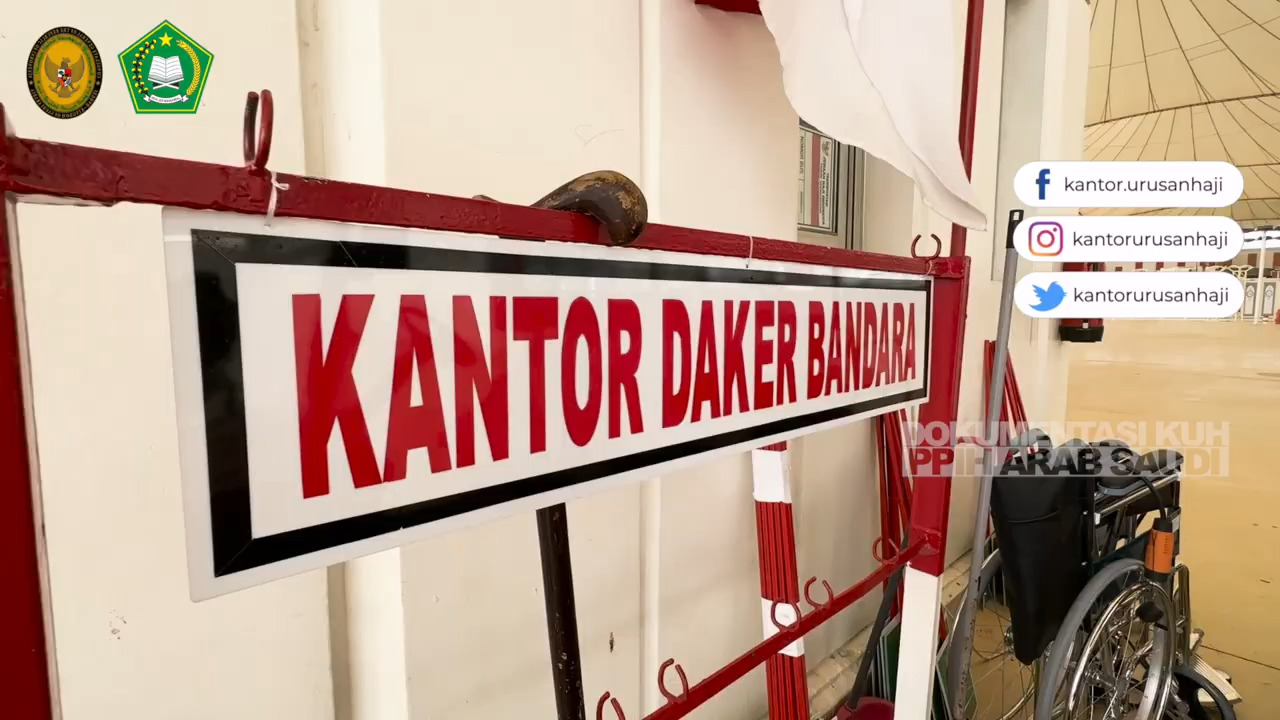 KANTOR DAKER BANDARA
kantor.urusanhaji
kantorurusanhaji
kantorurusanhaji
DOKUMENTASI KUH
PPIH ARAB SAUDI